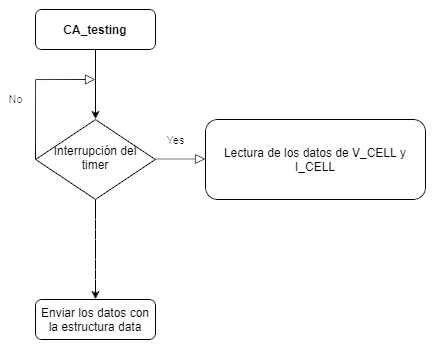 CA_testing
No
Interrupción del
timer
Yes
Lectura de los datos de V_CELL y
I_CELL
Enviar los datos con
la estructura data